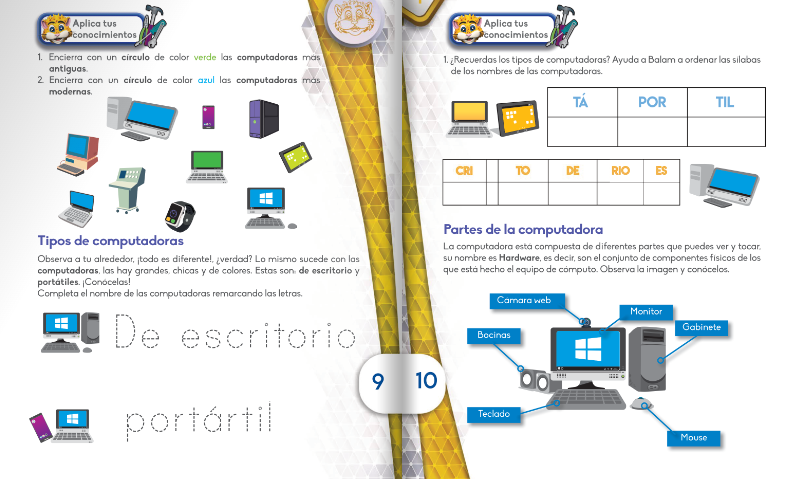 Aplica tus
conocimientos
1. Encierra con un círculo de color verde las computadoras más
antiguas.
2. Encierra con un círculo de color azul las computadoras más
modernas.
Tipos de computadoras
Observa a tu alrededor, ¡todo es diferente!, ¿verdad? Lo mismo sucede con las
computadoras, las hay grandes, chicas y de colores. Estas son: de escritorio y
portátiles. ¡Conócelas!
Completa el nombre de las computadoras remarcando las letras.
De escritorio
portártil
9
Aplica tus
conocimientos
1. ¿Recuerdas los tipos de computadoras? Ayuda a Balam a ordenar las sílabas
de los nombres de las computadoras.
TÁ POR TIL
CRI TO DE RIO ES
Partes de la computadora
La computadora está compuesta de diferentes partes que puedes ver y tocar,
su nombre es Hardware, es decir, son el conjunto de componentes físicos de los
que está hecho el equipo de cómputo. Observa la imagen y conócelos.
Cámara web
Monitor
Gabinete
Bocinas
Teclado
Mouse
10